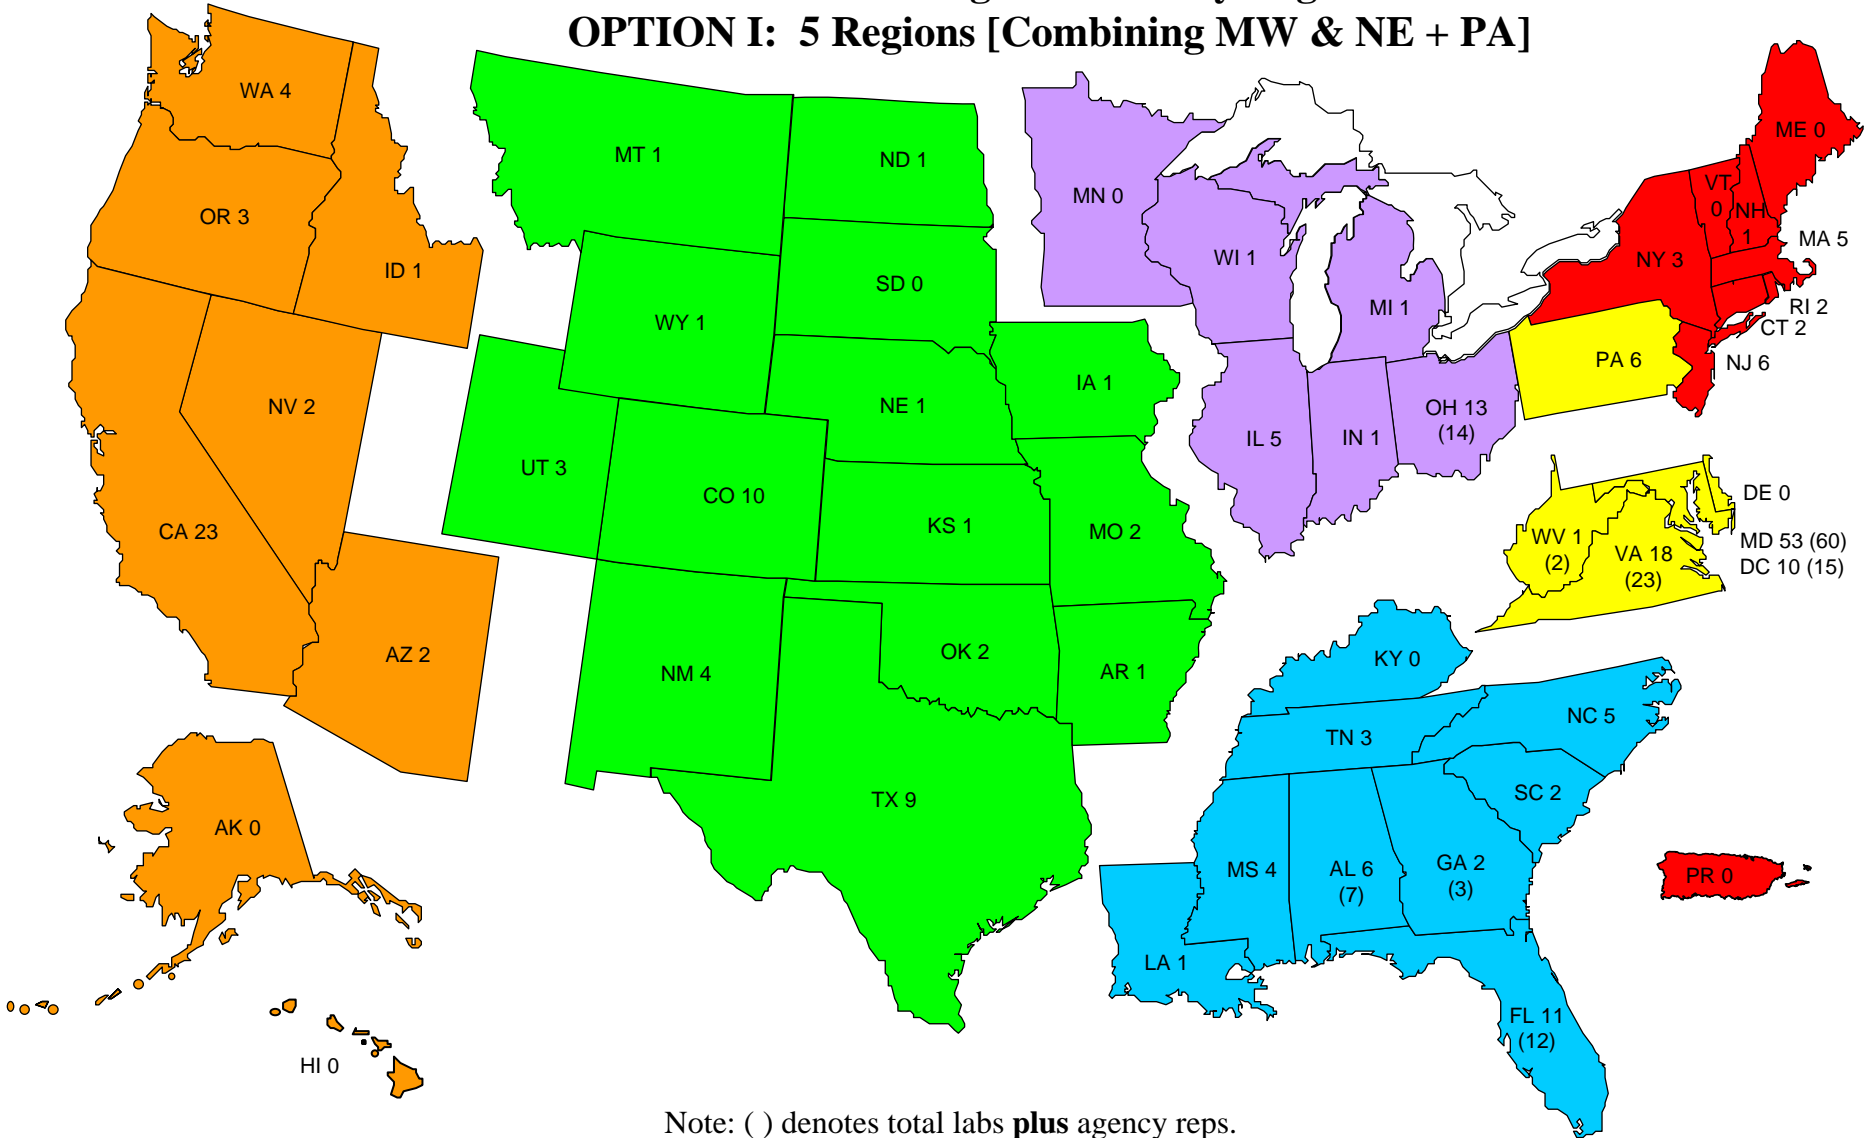 OPTION I: 5 Regions [Combining MW & NE + PA]
WA 4
MT 1
ND 1
MN 0
ME 0
VT
0
NH
1
OR 3
ID 1
WY 1
SD 0
WI 1
MI 1
NY 3
MA 5
RI 2
CT 2
NJ 6
PA 6
NV 2
UT 3
NE 1
IA 1
IL 5
IN 1
OH 13
(14)
CA 23
CO 10
KS 1
MO 2
WV 1
(2)
VA 18
(23)
DE 0
MD 53 (60)
DC 10 (15)
AZ 2
NM 4
OK 2
AR 1
KY 0
TN 3
NC 5
SC 2
AK 0
TX 9
MS 4
AL 6
(7)
GA 2
(3)
PR 0
LA 1
FL 11
(12)
HI 0
Note: ( ) denotes total labs plus agency reps.